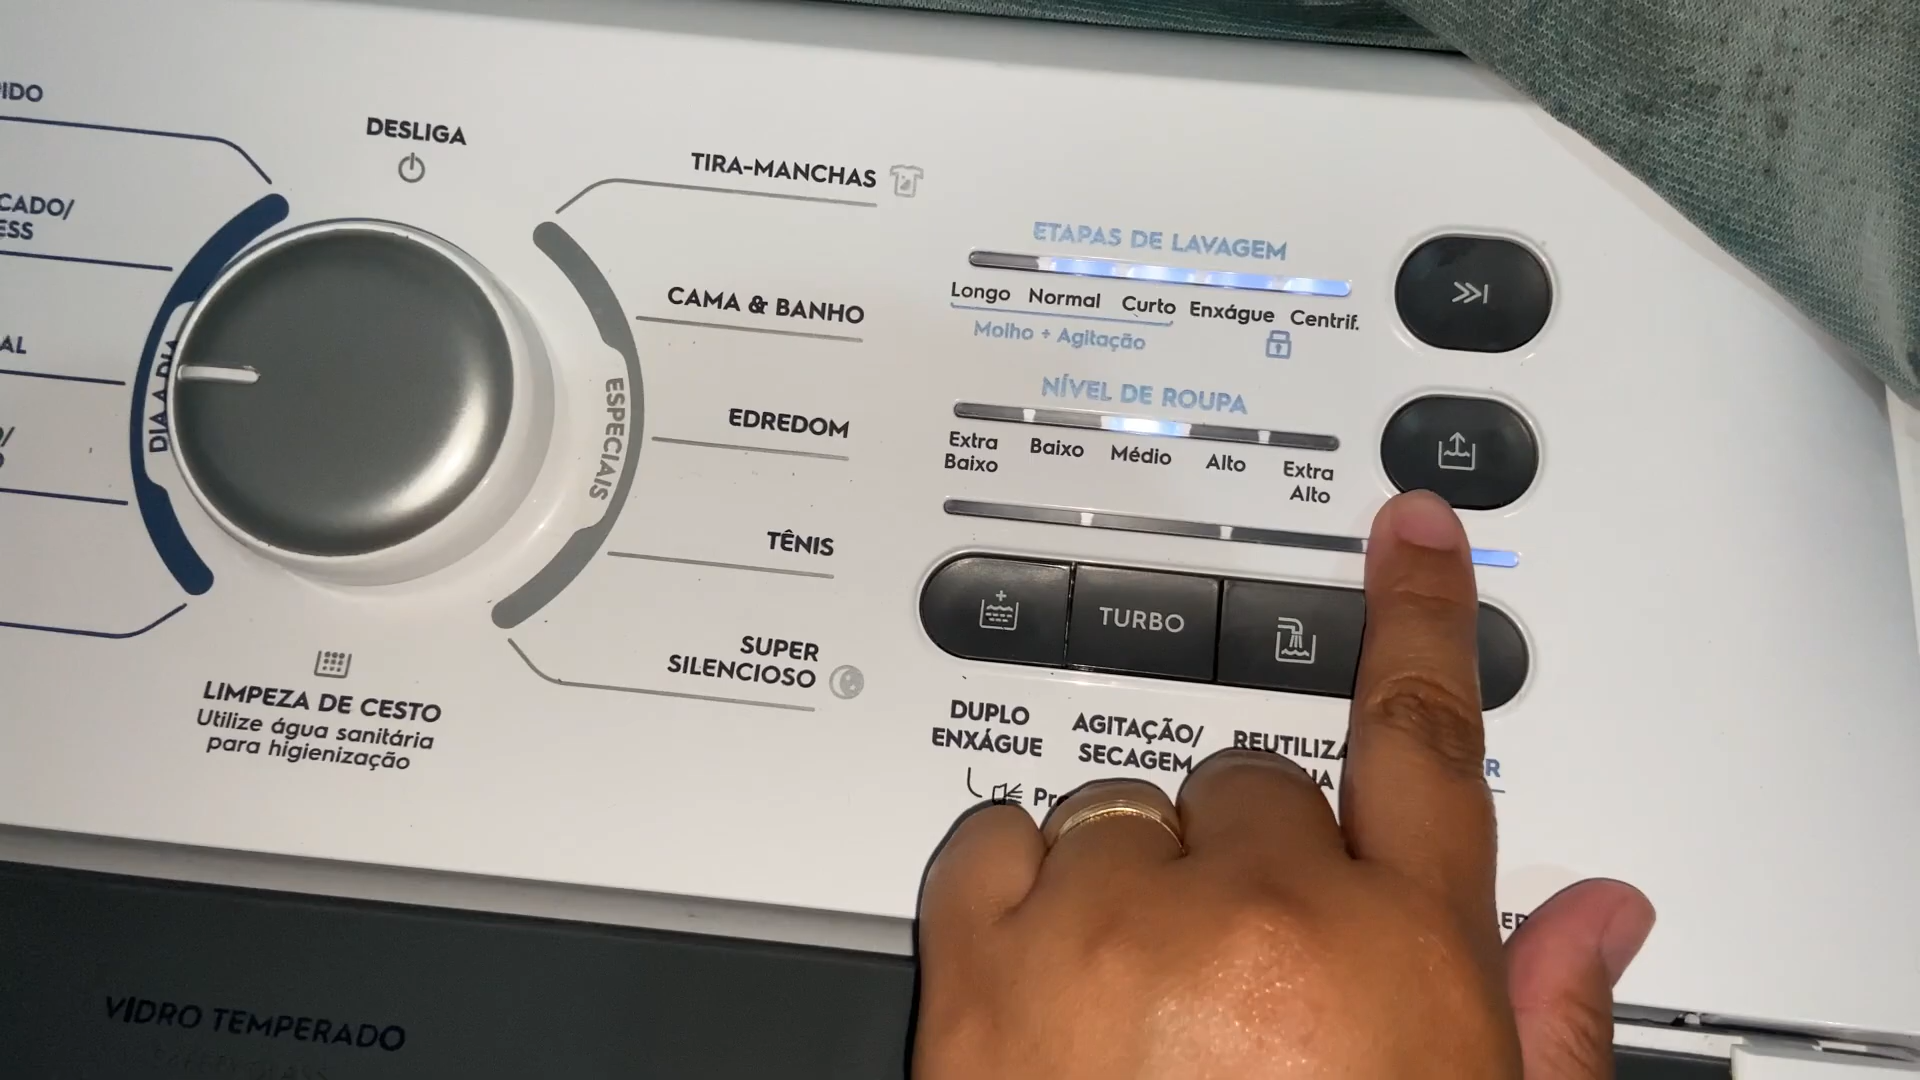 DESLIGA
TIRA-MANCHAS
CAMA & BANHO
EDREDOM
TÊNIS
SUPER
SILENCIOSO
DIA A DIA
ESPECIAIS
LIMPEZA DE CESTO
Utilize água sanitária
para higienização
ETAPAS DE LAVAGEM
Longo Normal Curto Enxágue Centrif.
Molho + Agitação
NÍVEL DE ROUPA
Extra
Baixo
Baixo
Médio
Alto
Extra
Alto
TURBO
DUPLO
ENXÁGUE
AGITAÇÃO/
SECAGEM
VIDRO TEMPERADO